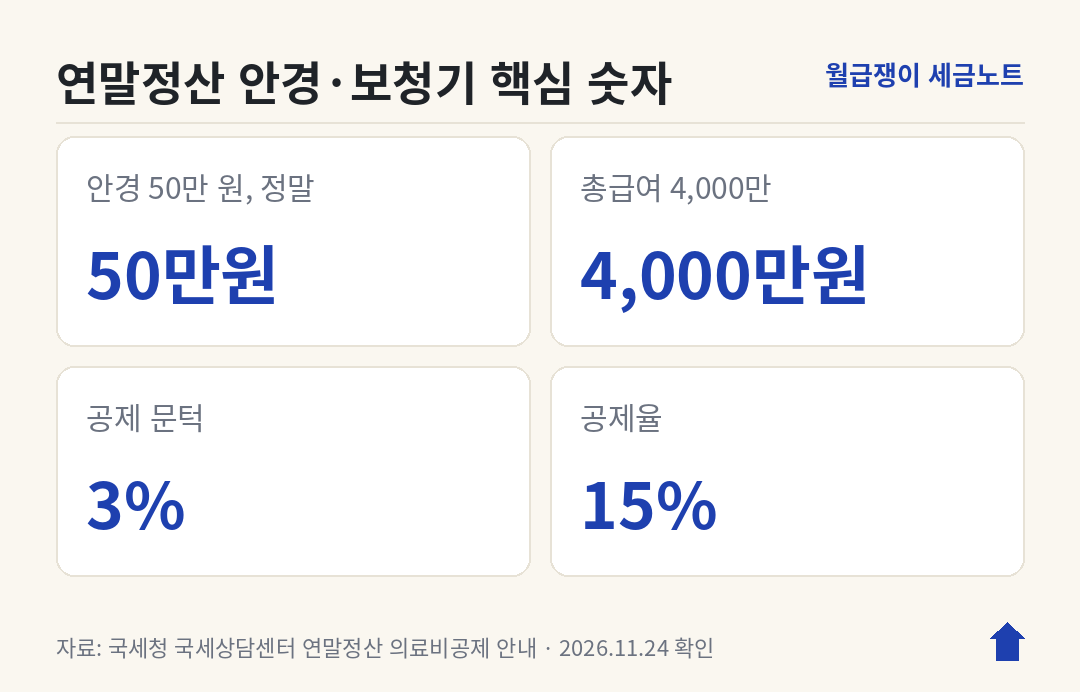 연말정산 안경·보청기 핵심 숫자
월급쟁이 세금노트
안경 50만 원, 정말
50만원
총급여 4,000만
4,000만원
공제 문턱
3%
공제율
15%
자료: 국세청 국세상담센터 연말정산 의료비공제 안내 · 2026.11.24 확인